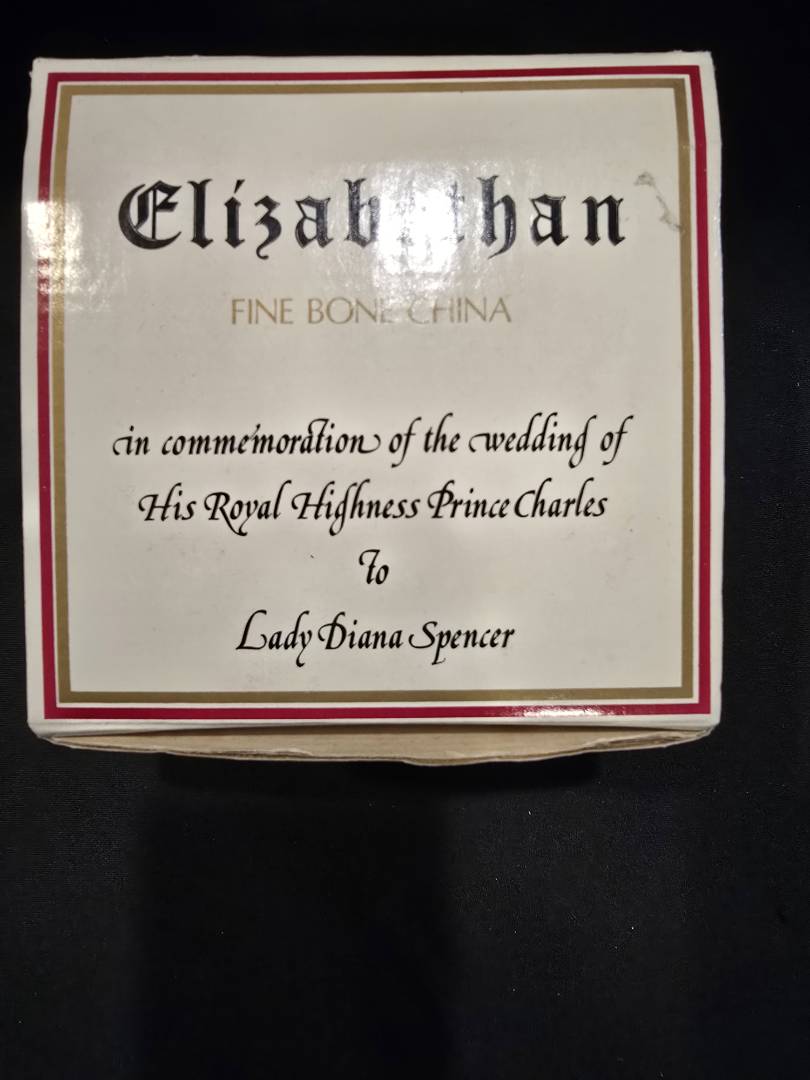 Elizabethan
FINE BONE CHINA
in commemoration of the wedding of
His Royal Highness Prince Charles
To
Lady Diana Spencer